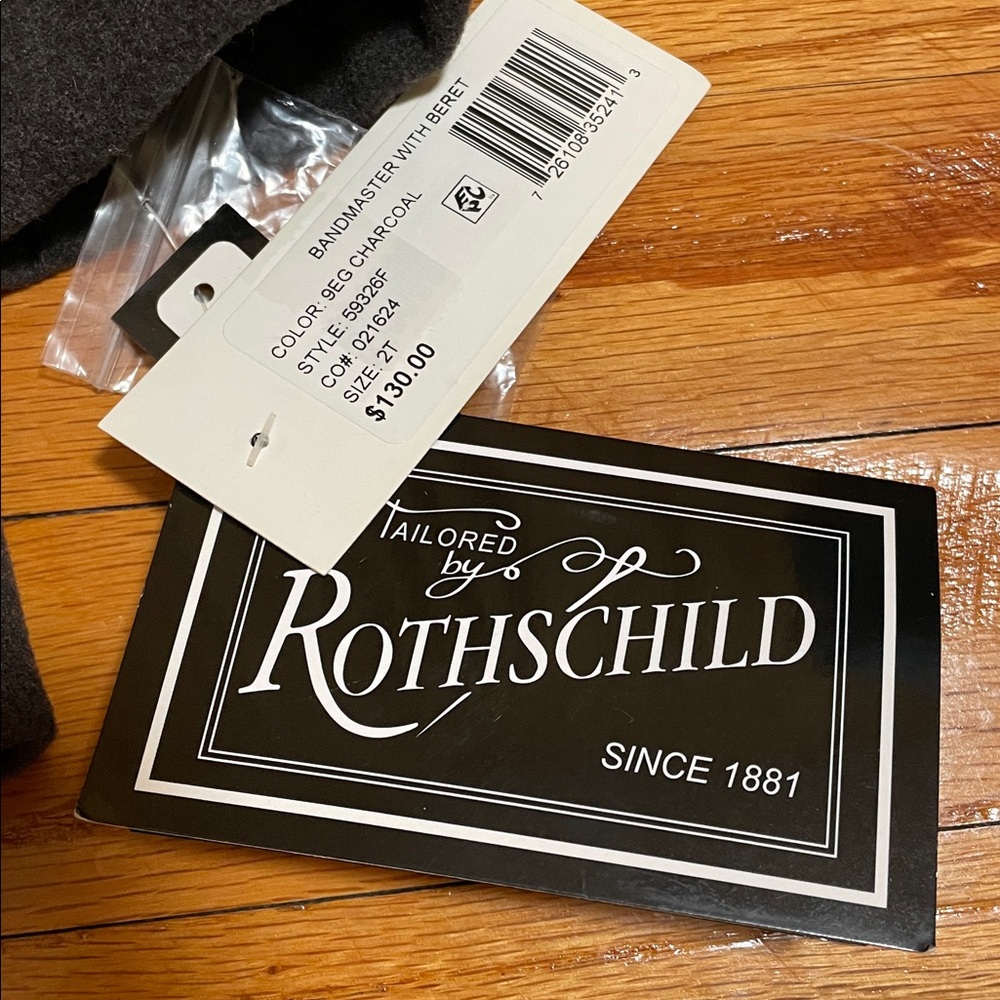 BANDMASTER WITH BERET
COLOR: 9EG CHARCOAL
STYLE: 59326F
CO#: 021624
SIZE: 2T
$130.00
7 26108 35241 3
TAILORED
by
ROTHSCHILD
SINCE 1881